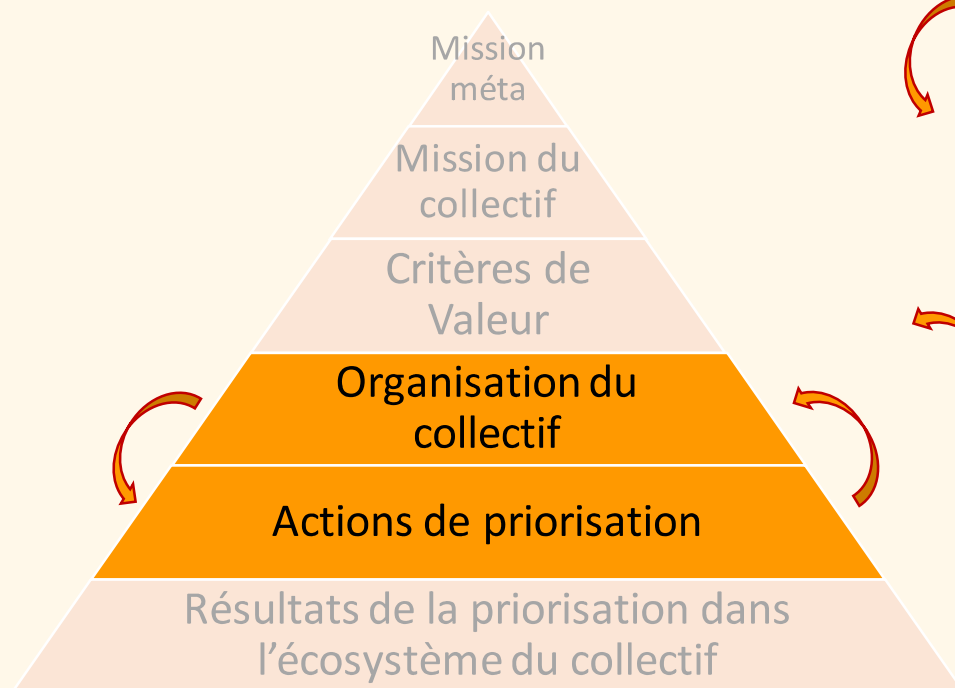 Mission
méta
Mission du
collectif
Critères de
Valeur
Organisation du
collectif
Actions de priorisation
Résultats de la priorisation dans
l’écosystème du collectif